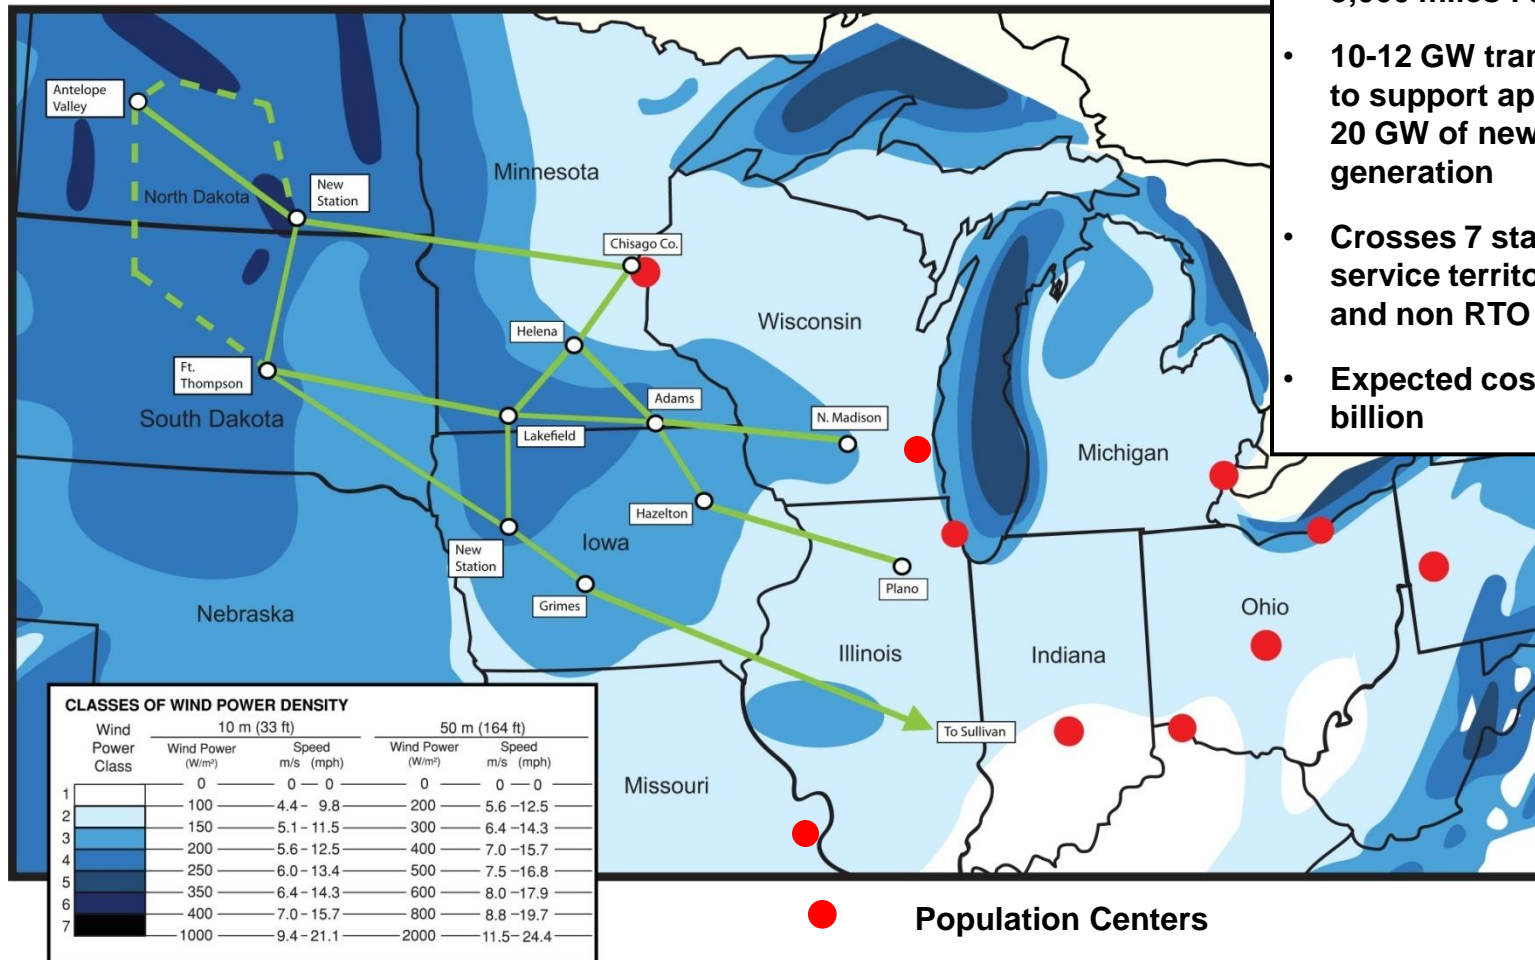 • 10-12 GW
to support
20 GW of new
generation
• Crosses 7
service
and non RTO
• Expected
billion
Antelope
Valley
North Dakota
New
Station
Minnesota
Chisago Co.
Wisconsin
Helena
Ft.
Thompson
South Dakota
Adams
N. Madison
Lakefield
Michigan
Hazelton
Iowa
New
Station
Plano
Grimes
Nebraska
Ohio
Illinois
Indiana
To Sullivan
Missouri
CLASSES OF WIND POWER DENSITY
Wind Power Class 10 m (33 ft) 50 m (164 ft)
Wind Power (W/m²) Speed m/s (mph) Wind Power (W/m²) Speed m/s (mph)
0 0 0 0 0 0
1
100 4.4 9.8 200 5.6 12.5
2
150 5.1 11.5 300 6.4 14.3
3
200 5.6 12.5 400 7.0 15.7
4
250 6.0 13.4 500 7.5 16.8
5
350 6.4 14.3 600 8.0 17.9
6
400 7.0 15.7 800 8.8 19.7
7
1000 9.4 21.1 2000 11.5 24.4
Population Centers